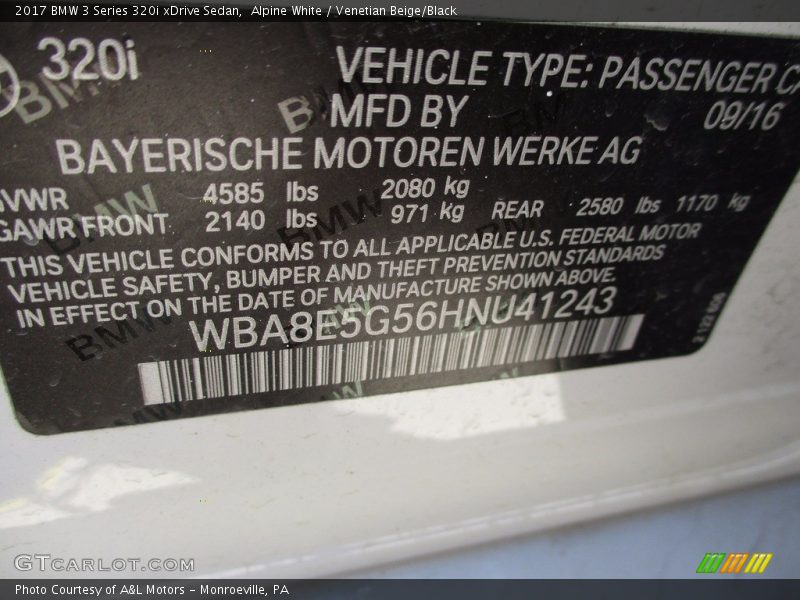 2017 BMW 3 Series 320i xDrive Sedan, Alpine White / Venetian Beige/Black
320i
VEHICLE TYPE: PASSENGER
MFD BY 09/16
BAYERISCHE MOTOREN WERKE AG
GVWR 4585 lbs 2080 kg
GAWR FRONT 2140 lbs 971 kg REAR 2580 lbs 1170 kg
THIS VEHICLE CONFORMS TO ALL APPLICABLE U.S. FEDERAL MOTOR
VEHICLE SAFETY, BUMPER AND THEFT PREVENTION STANDARDS
IN EFFECT ON THE DATE OF MANUFACTURE SHOWN ABOVE.
WBA8E5G56HNU41243
GTCARLOT.COM
Photo Courtesy of A&L Motors - Monroeville, PA